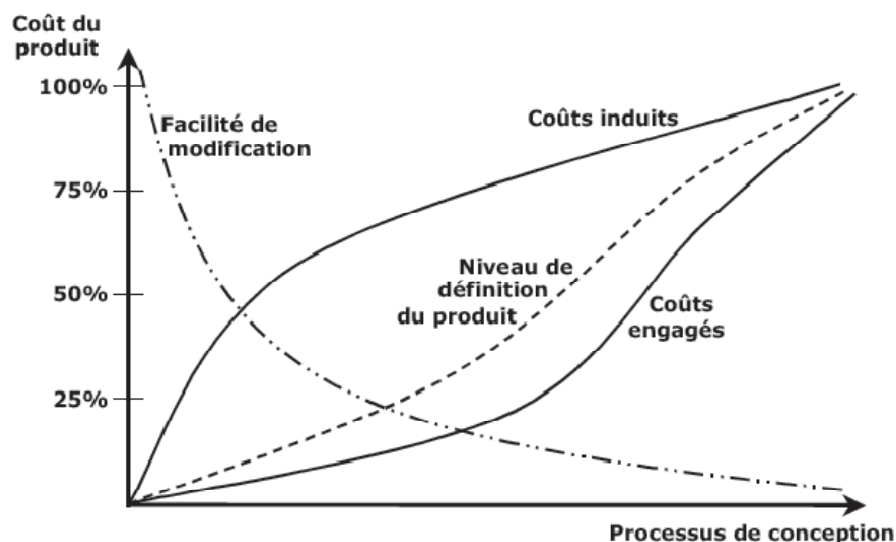 Coût du
produit
100%
Facilité de
modification
Coûts induits
75%
Niveau de
définition
du produit
50%
Coûts
engagés
25%
Processus de conception